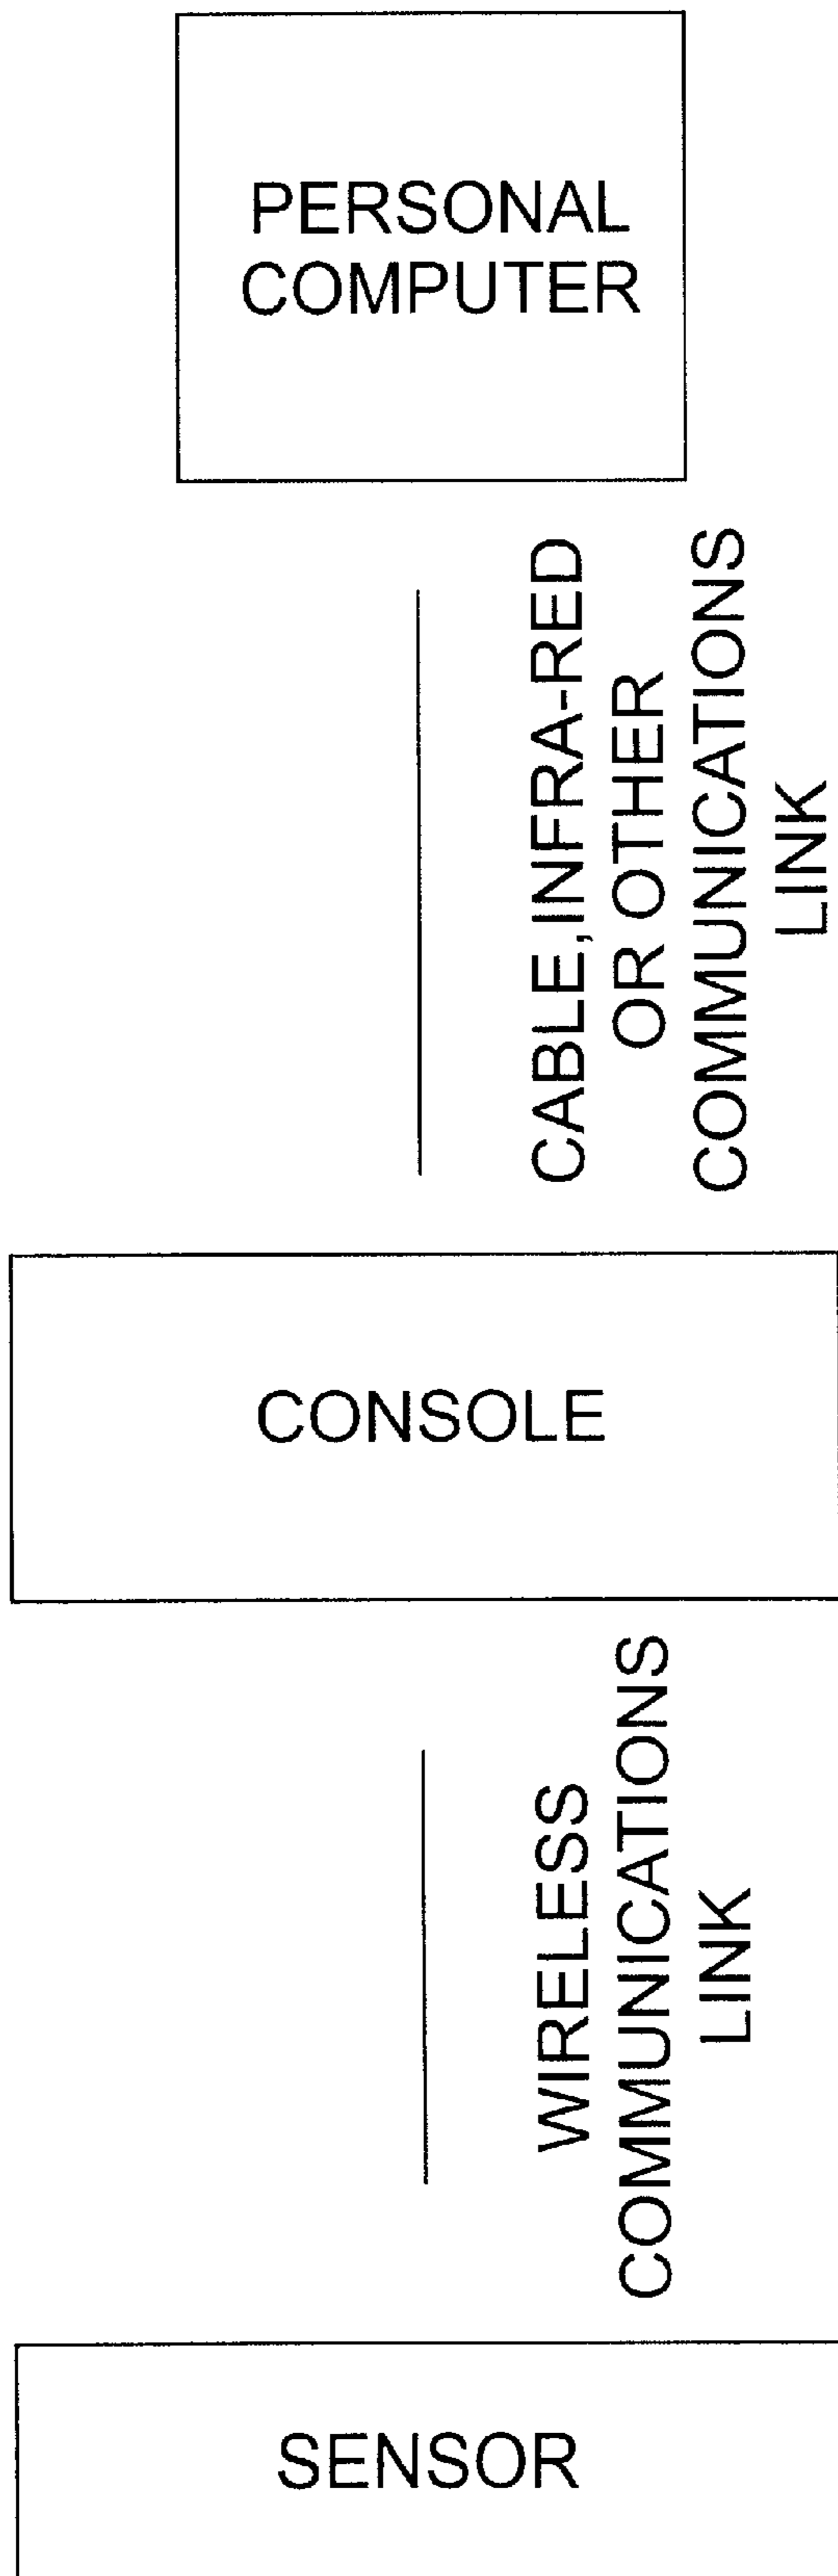 PERSONAL
COMPUTER
CABLE,INFRA-RED
OR OTHER
COMMUNICATIONS
LINK
CONSOLE
WIRELESS
COMMUNICATIONS
LINK
SENSOR